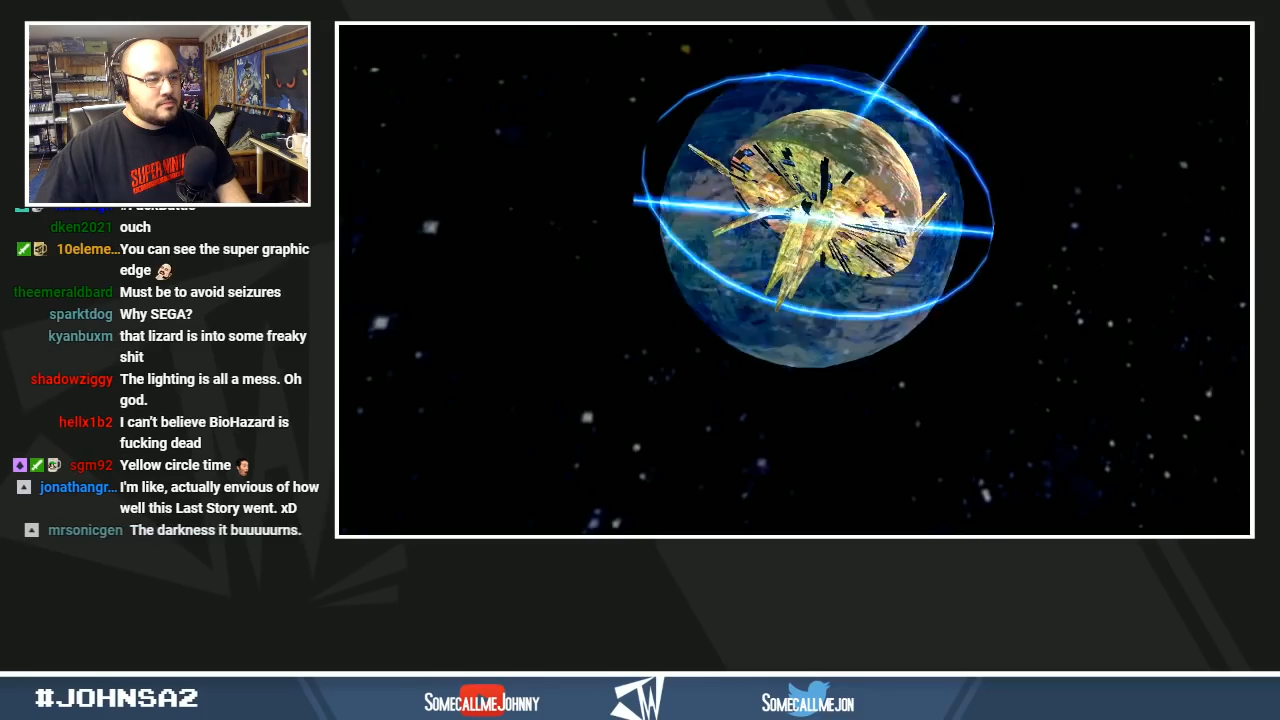 dken2021 ouch
10eleme... You can see the super graphic
edge
theemeraldbard Must be to avoid seizures
sparktdog Why SEGA?
kyanbuxm that lizard is into some freaky
shit
shadowziggy The lighting is all a mess. Oh
god.
hellx1b2 I can't believe BioHazard is
fucking dead
sgm92 Yellow circle time
jonathangr... I'm like, actually envious of how
well this Last Story went. xD
mrsonicgen The darkness it buuuuurns.
#JOHNSA2
SOMECALLMEJOHNNY
SOMECALLMEJON